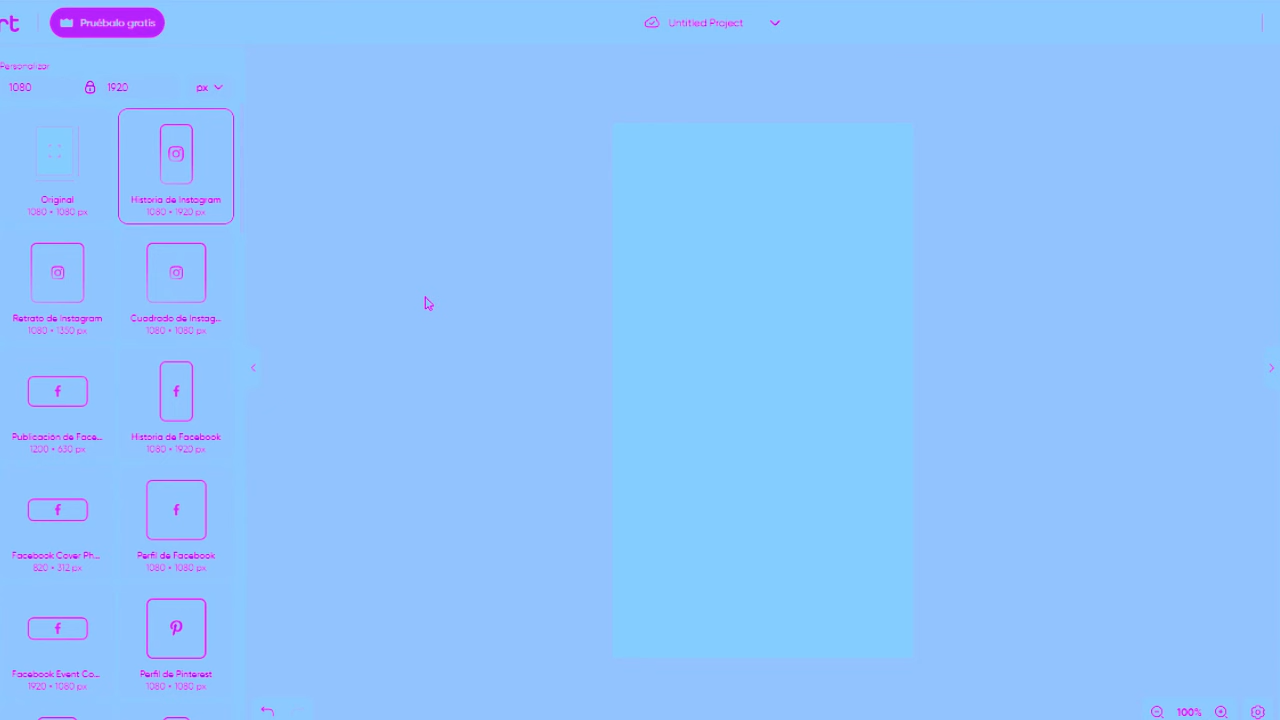 rt
Pruébalo gratis
Untitled Project
Personalizar
1080
1920
px
Original
1080 × 1080 px
Historia de Instagram
1080 × 1920 px
Retrato de Instagram
1080 × 1350 px
Cuadrado de Instag...
1080 × 1080 px
Publicación de Face...
1200 × 630 px
Historia de Facebook
1080 × 1920 px
Facebook Cover Ph...
820 × 312 px
Perfil de Facebook
1080 × 1080 px
Facebook Event Co...
1920 × 1080 px
Perfil de Pinterest
1080 × 1080 px
100%